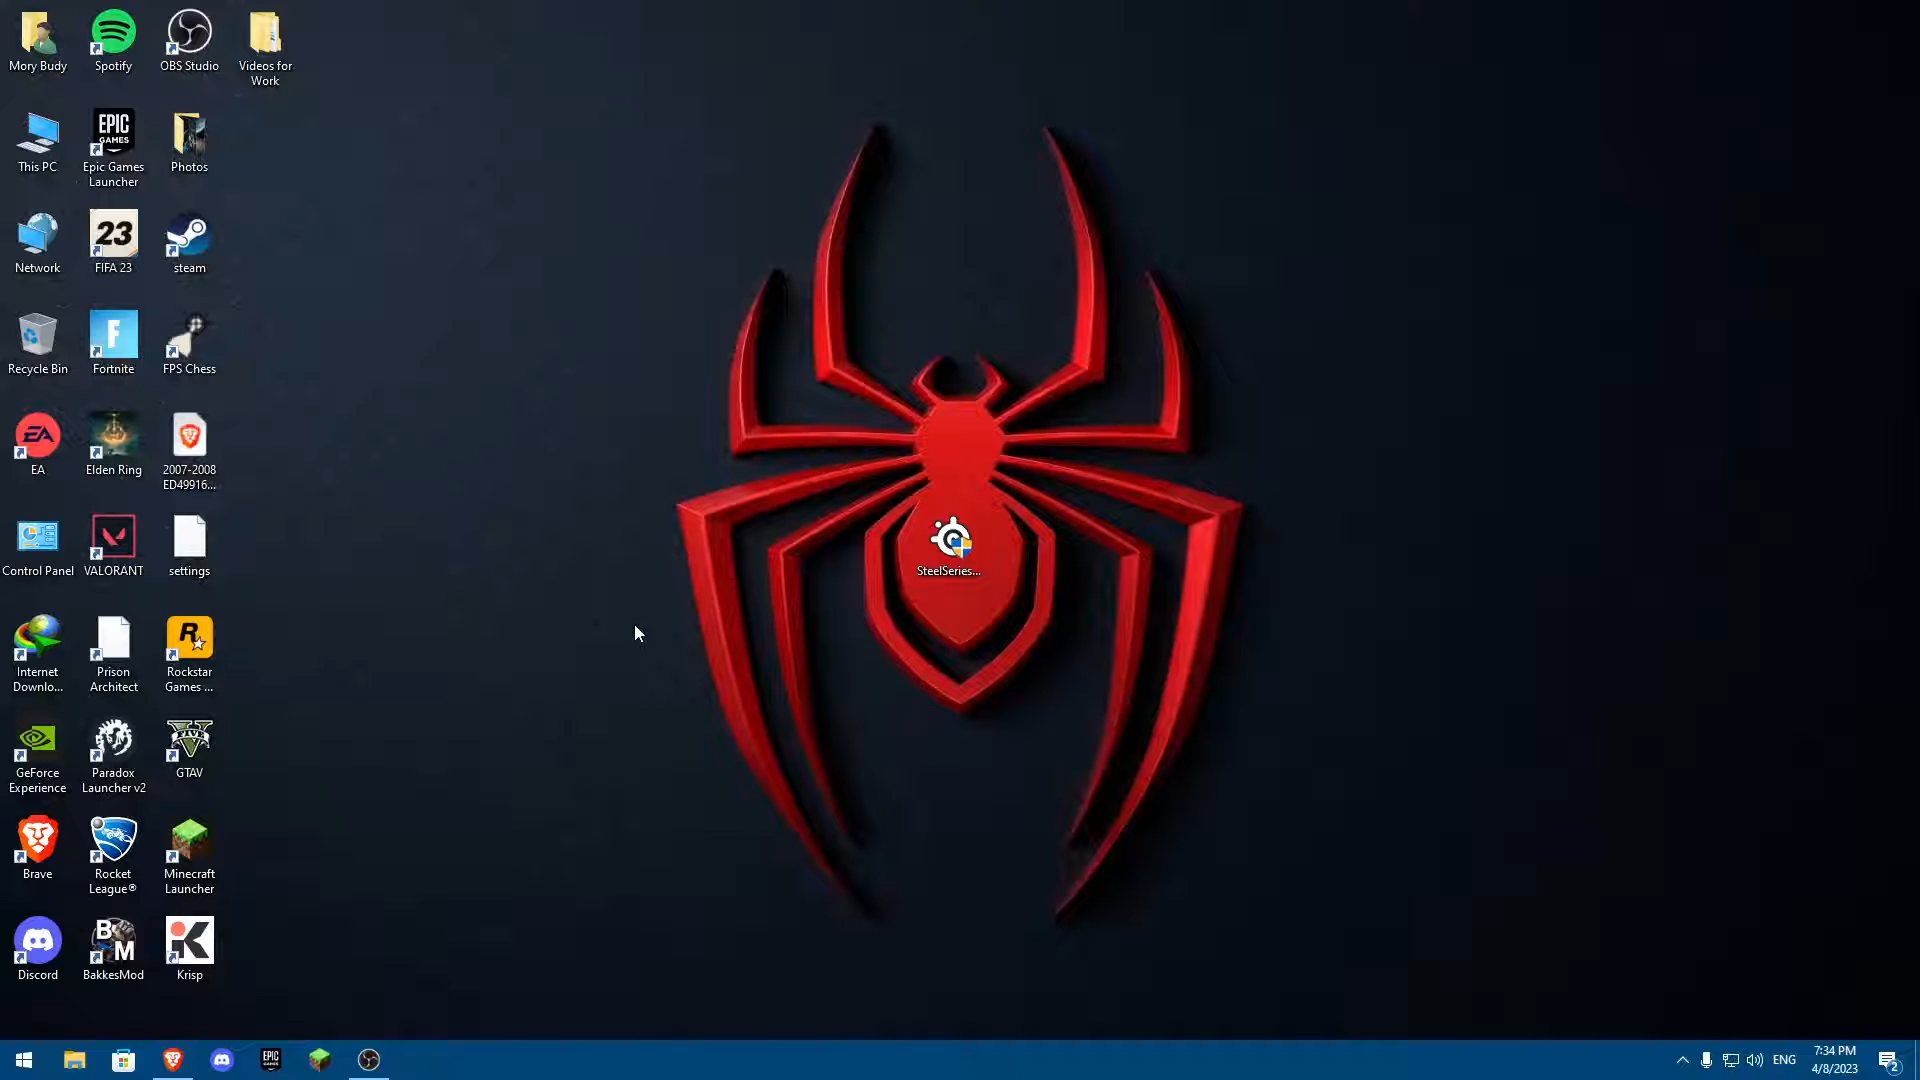 Mory Budy
Spotify
OBS Studio
Videos for
Work
This PC
EPIC
GAMES
Epic Games
Launcher
Photos
Network
23
FIFA 23
steam
Recycle Bin
F
Fortnite
FPS Chess
EA
EA
Elden Ring
2007-2008
ED49916...
Control Panel
VALORANT
settings
Internet
Downlo...
Prison
Architect
R
Rockstar
Games ...
GeForce
Experience
Paradox
Launcher v2
V
GTAV
Brave
Rocket
League®
Minecraft
Launcher
Discord
B
M
BakkesMod
K
Krisp
SteelSeries...
EPIC
GAMES
ENG
7:34 PM
4/8/2023
2